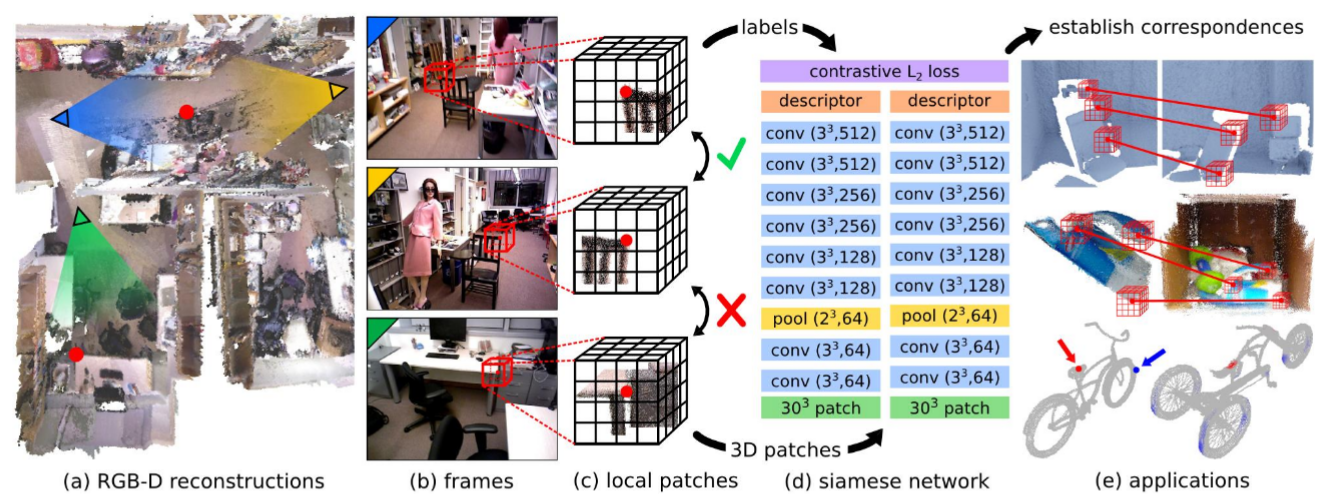 labels
establish correspondences
contrastive L₂ loss
descriptor descriptor
conv (3³,512) conv (3³,512)
conv (3³,512) conv (3³,512)
conv (3³,256) conv (3³,256)
conv (3³,256) conv (3³,256)
conv (3³,128) conv (3³,128)
conv (3³,128) conv (3³,128)
pool (2³,64) pool (2³,64)
conv (3³,64) conv (3³,64)
conv (3³,64) conv (3³,64)
30³ patch 30³ patch
3D patches
(a) RGB-D reconstructions (b) frames (c) local patches (d) siamese network (e) applications